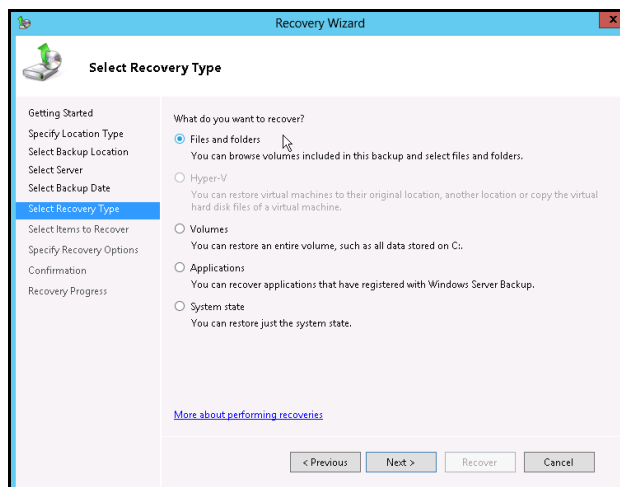 Recovery Wizard
x
Select Recovery Type
Getting Started
Specify Location Type
Select Backup Location
Select Server
Select Backup Date
Select Recovery Type
Select Items to Recover
Specify Recovery Options
Confirmation
Recovery Progress
What do you want to recover?
Files and folders
You can browse volumes included in this backup and select files and folders.
Hyper-V
You can restore virtual machines to their original location, another location or copy the virtual
hard disk files of a virtual machine.
Volumes
You can restore an entire volume, such as all data stored on C:.
Applications
You can recover applications that have registered with Windows Server Backup.
System state
You can restore just the system state.
More about performing recoveries
< Previous
Next >
Recover
Cancel